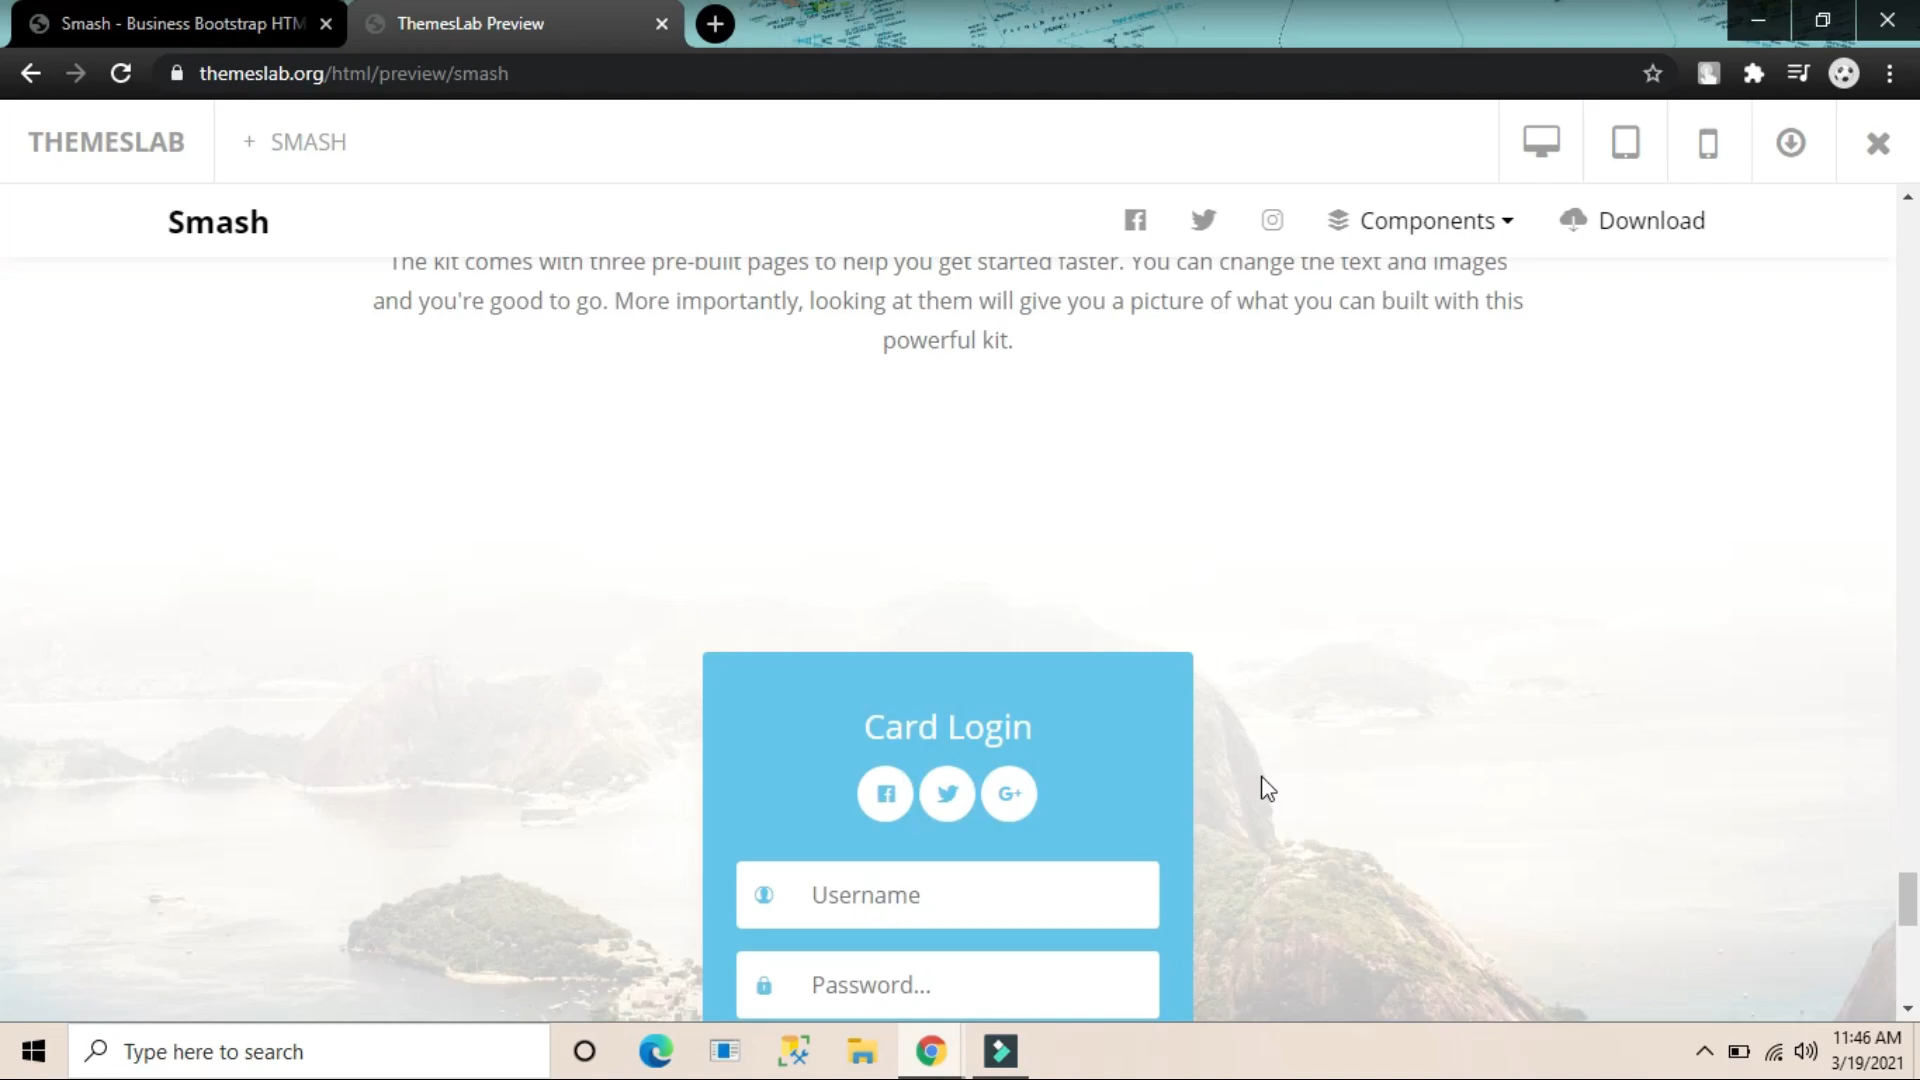 Smash - Business Bootstrap HTM
ThemesLab Preview
themeslab.org/html/preview/smash
THEMESLAB
+ SMASH
Smash
Components
Download
The kit comes with three pre-built pages to help you get started faster. You can change the text and images
and you're good to go. More importantly, looking at them will give you a picture of what you can built with this
powerful kit.
Card Login
G+
Username
Password...
Type here to search
11:46 AM
3/19/2021